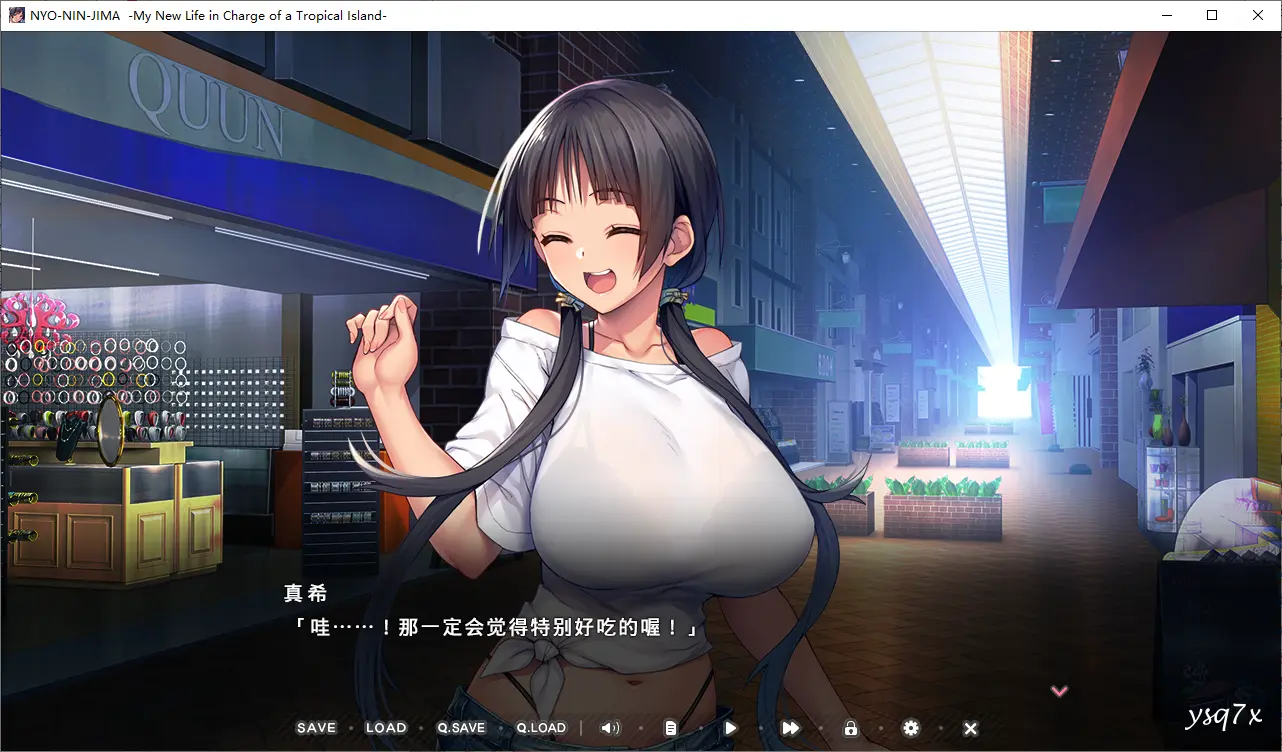 NYO-NIN-JIMA -My New Life in Charge of a Tropical Island-
QUUN
真希
「哇……！那一定会觉得特别好吃的喔！」
SAVE LOAD Q.SAVE Q.LOAD
ysq7x